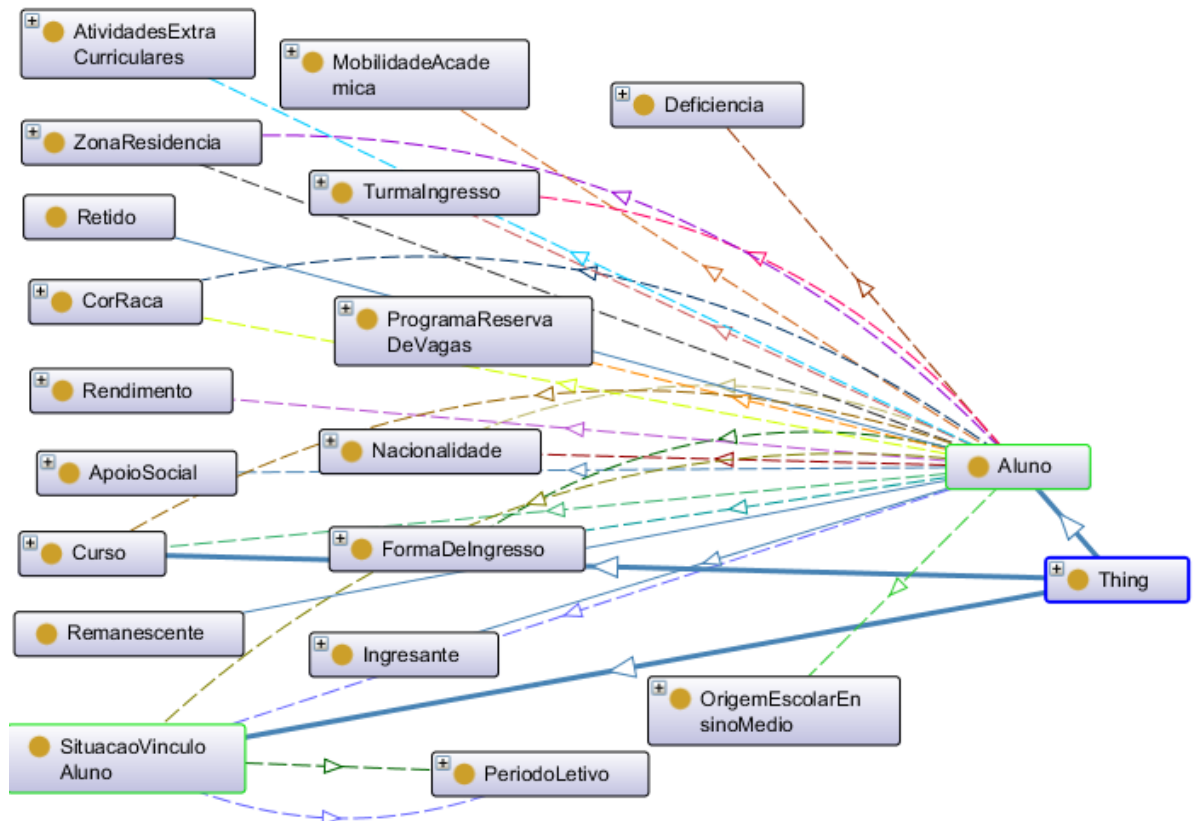 AtividadesExtra
Curriculares
MobilidadeAcade
mica
Deficiencia
ZonaResidencia
TurmaIngresso
Retido
CorRaca
ProgramaReserva
DeVagas
Rendimento
Nacionalidade
ApoioSocial
Aluno
Curso
FormaDeIngresso
Thing
Remanescente
Ingresante
OrigemEscolarEn
sinoMedio
SituacaoVinculo
Aluno
PeriodoLetivo